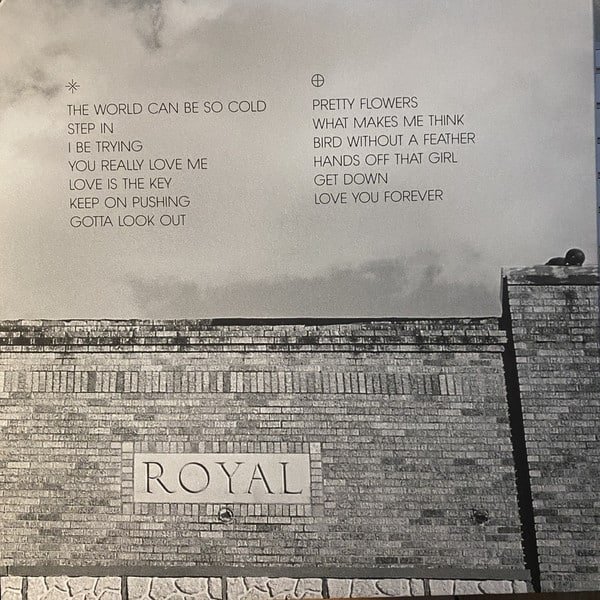 THE WORLD CAN BE SO COLD
STEP IN
I BE TRYING
YOU REALLY LOVE ME
LOVE IS THE KEY
KEEP ON PUSHING
GOTTA LOOK OUT
PRETTY FLOWERS
WHAT MAKES ME THINK
BIRD WITHOUT A FEATHER
HANDS OFF THAT GIRL
GET DOWN
LOVE YOU FOREVER
ROYAL